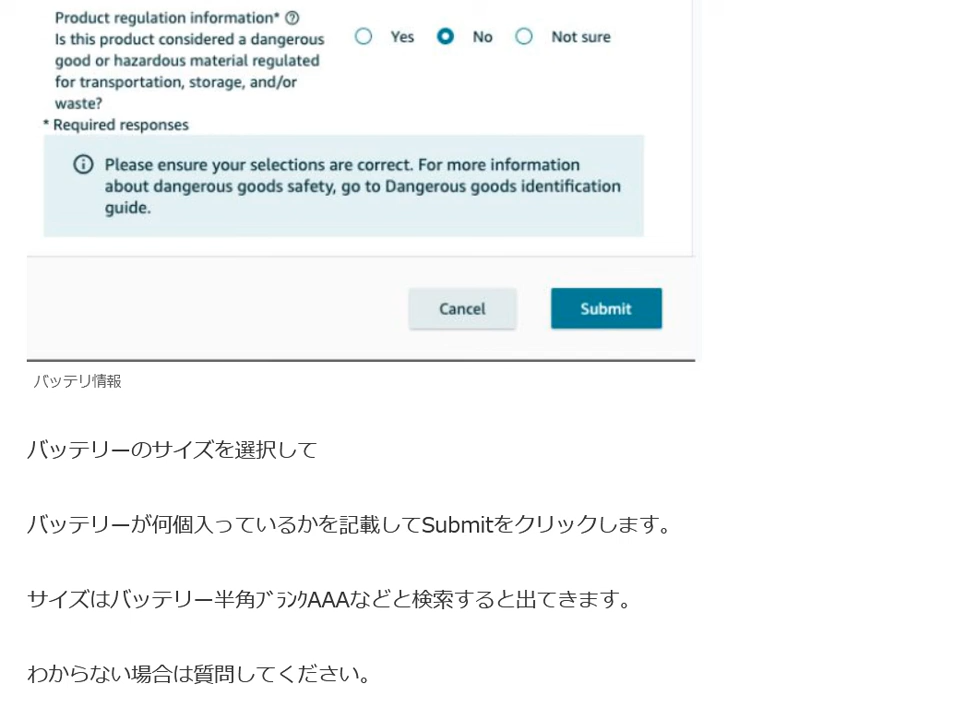 Product regulation information*
Is this product considered a dangerous
good or hazardous material regulated
for transportation, storage, and/or
waste?
Yes No Not sure
* Required responses
Please ensure your selections are correct. For more information
about dangerous goods safety, go to Dangerous goods identification
guide.
Cancel Submit
バッテリ情報
バッテリーのサイズを選択して
バッテリーが何個入っているかを記載してSubmitをクリックします。
サイズはバッテリー半角ﾌﾞﾗﾝｸAAAなどと検索すると出てきます。
わからない場合は質問してください。